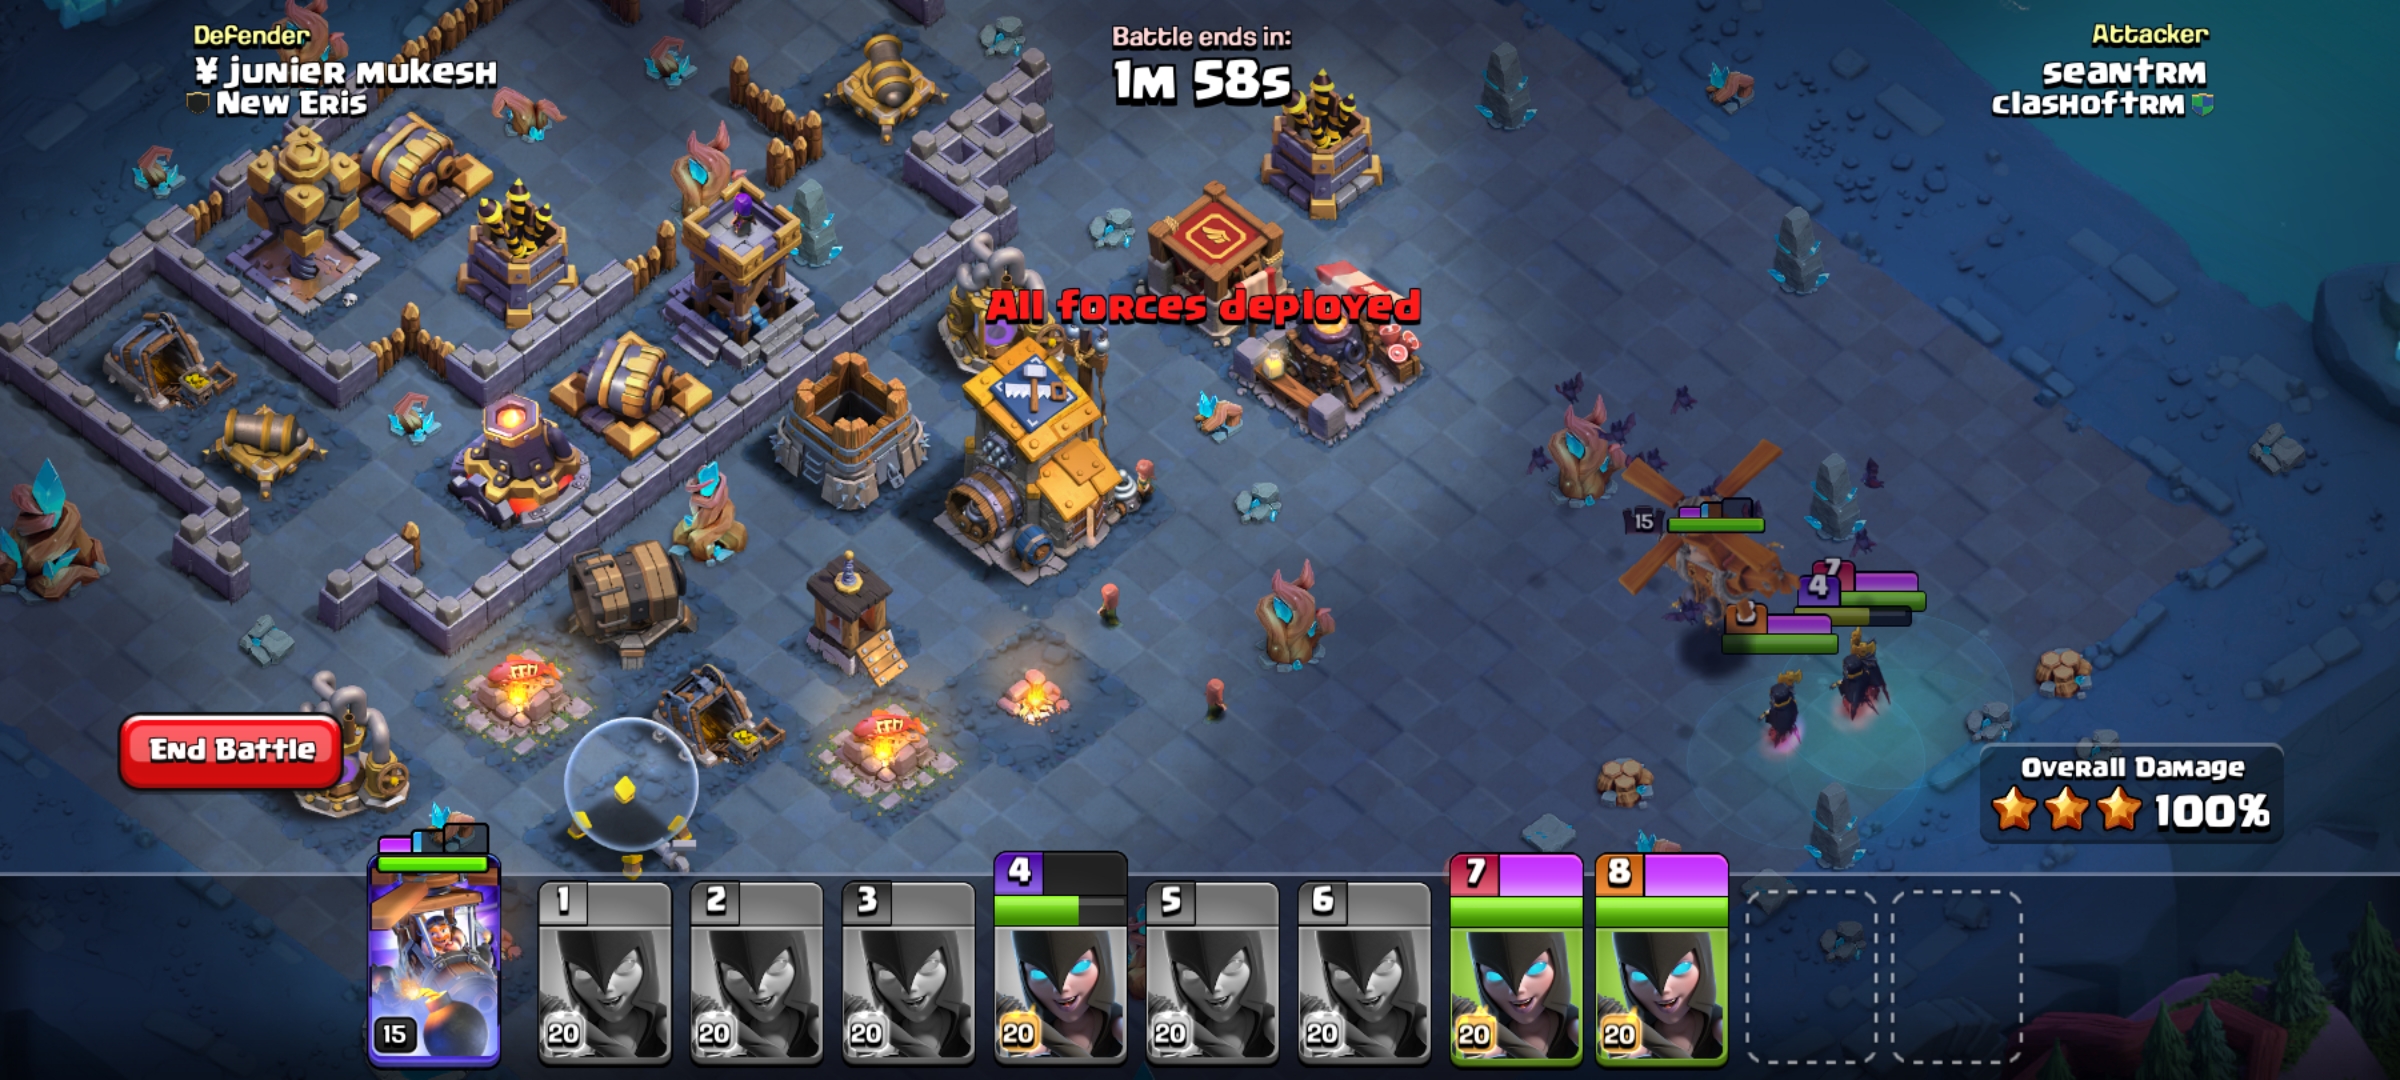 Defender
¥ junier mukesh
New Eris
Battle ends in:
1m 58s
Attacker
seantrm
clashoftrm
All forces deployed
15
7
4
End Battle
Overall Damage
100%
4
7
8
1
2
3
5
6
15
20
20
20
20
20
20
20
20